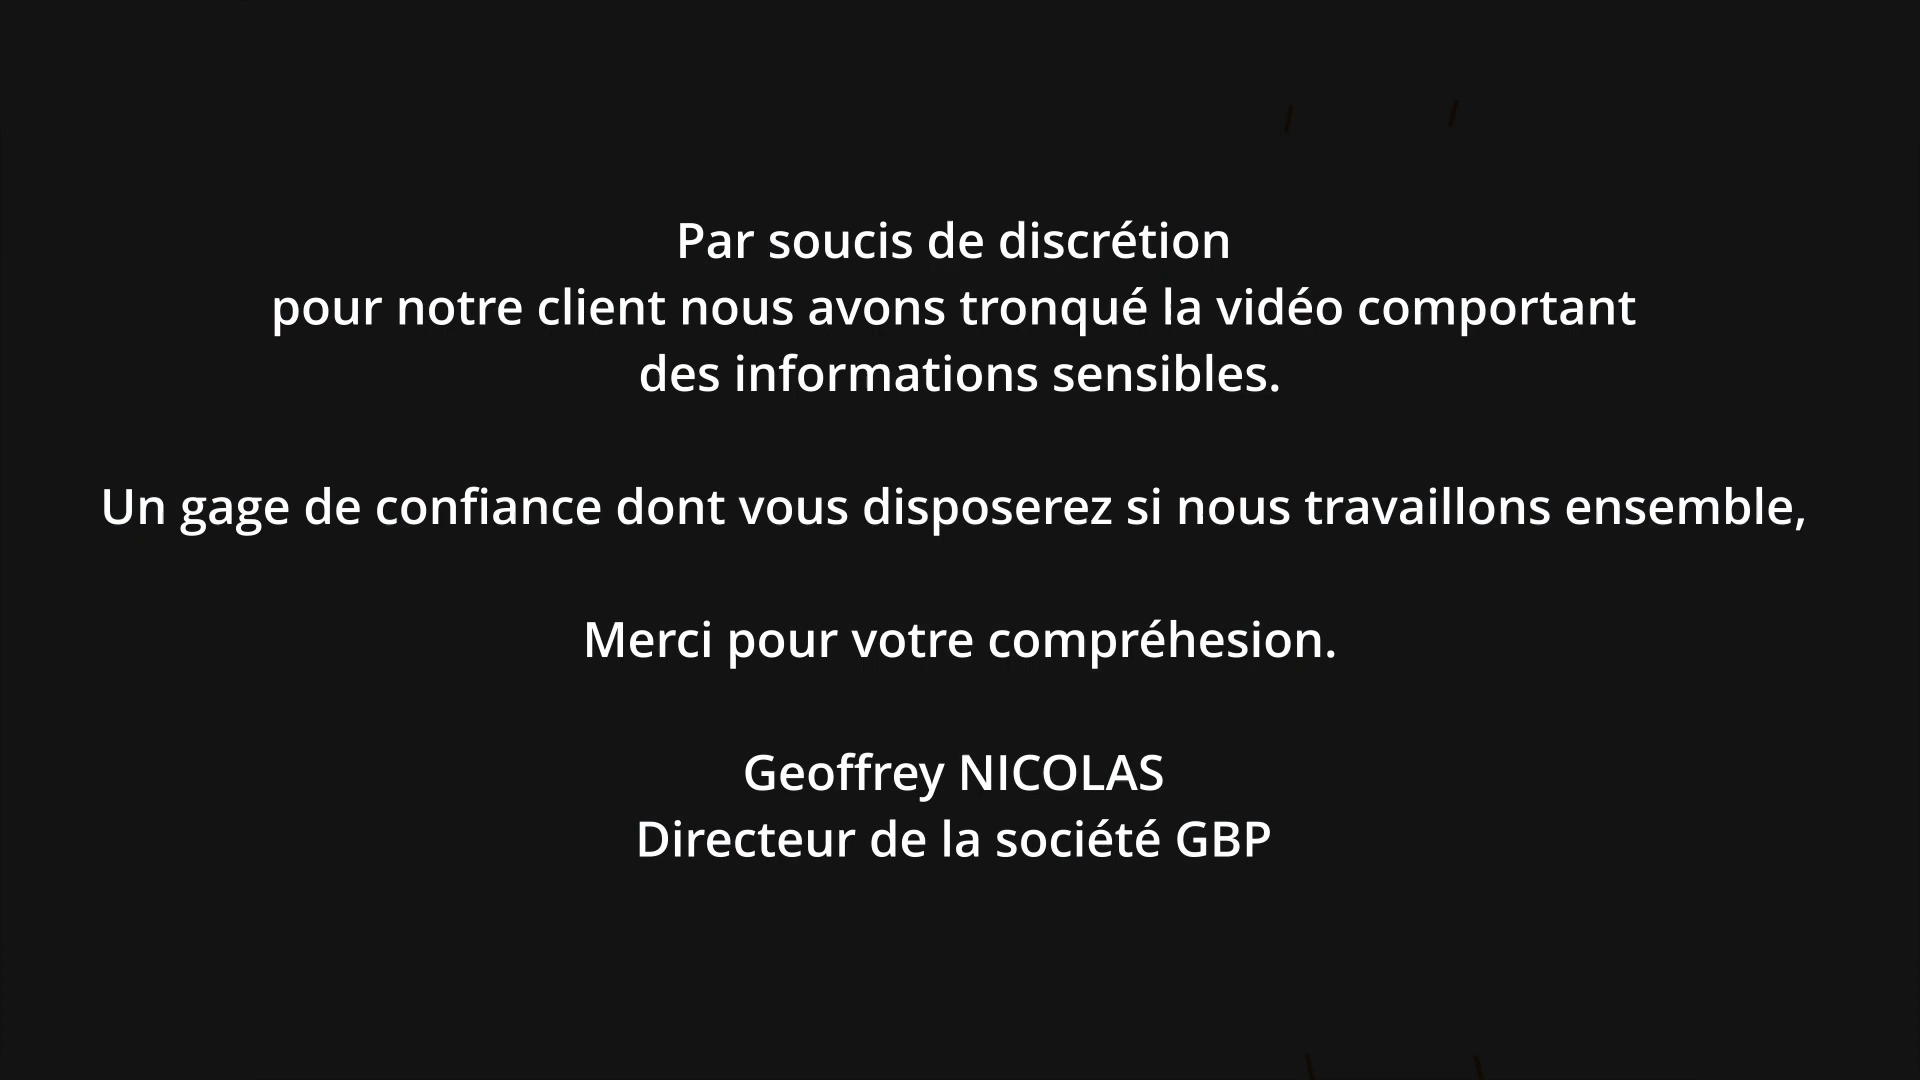 Par soucis de discrétion
pour notre client nous avons tronqué la vidéo comportant
des informations sensibles.
Un gage de confiance dont vous disposerez si nous travaillons ensemble,
Merci pour votre compréhesion.
Geoffrey NICOLAS
Directeur de la société GBP